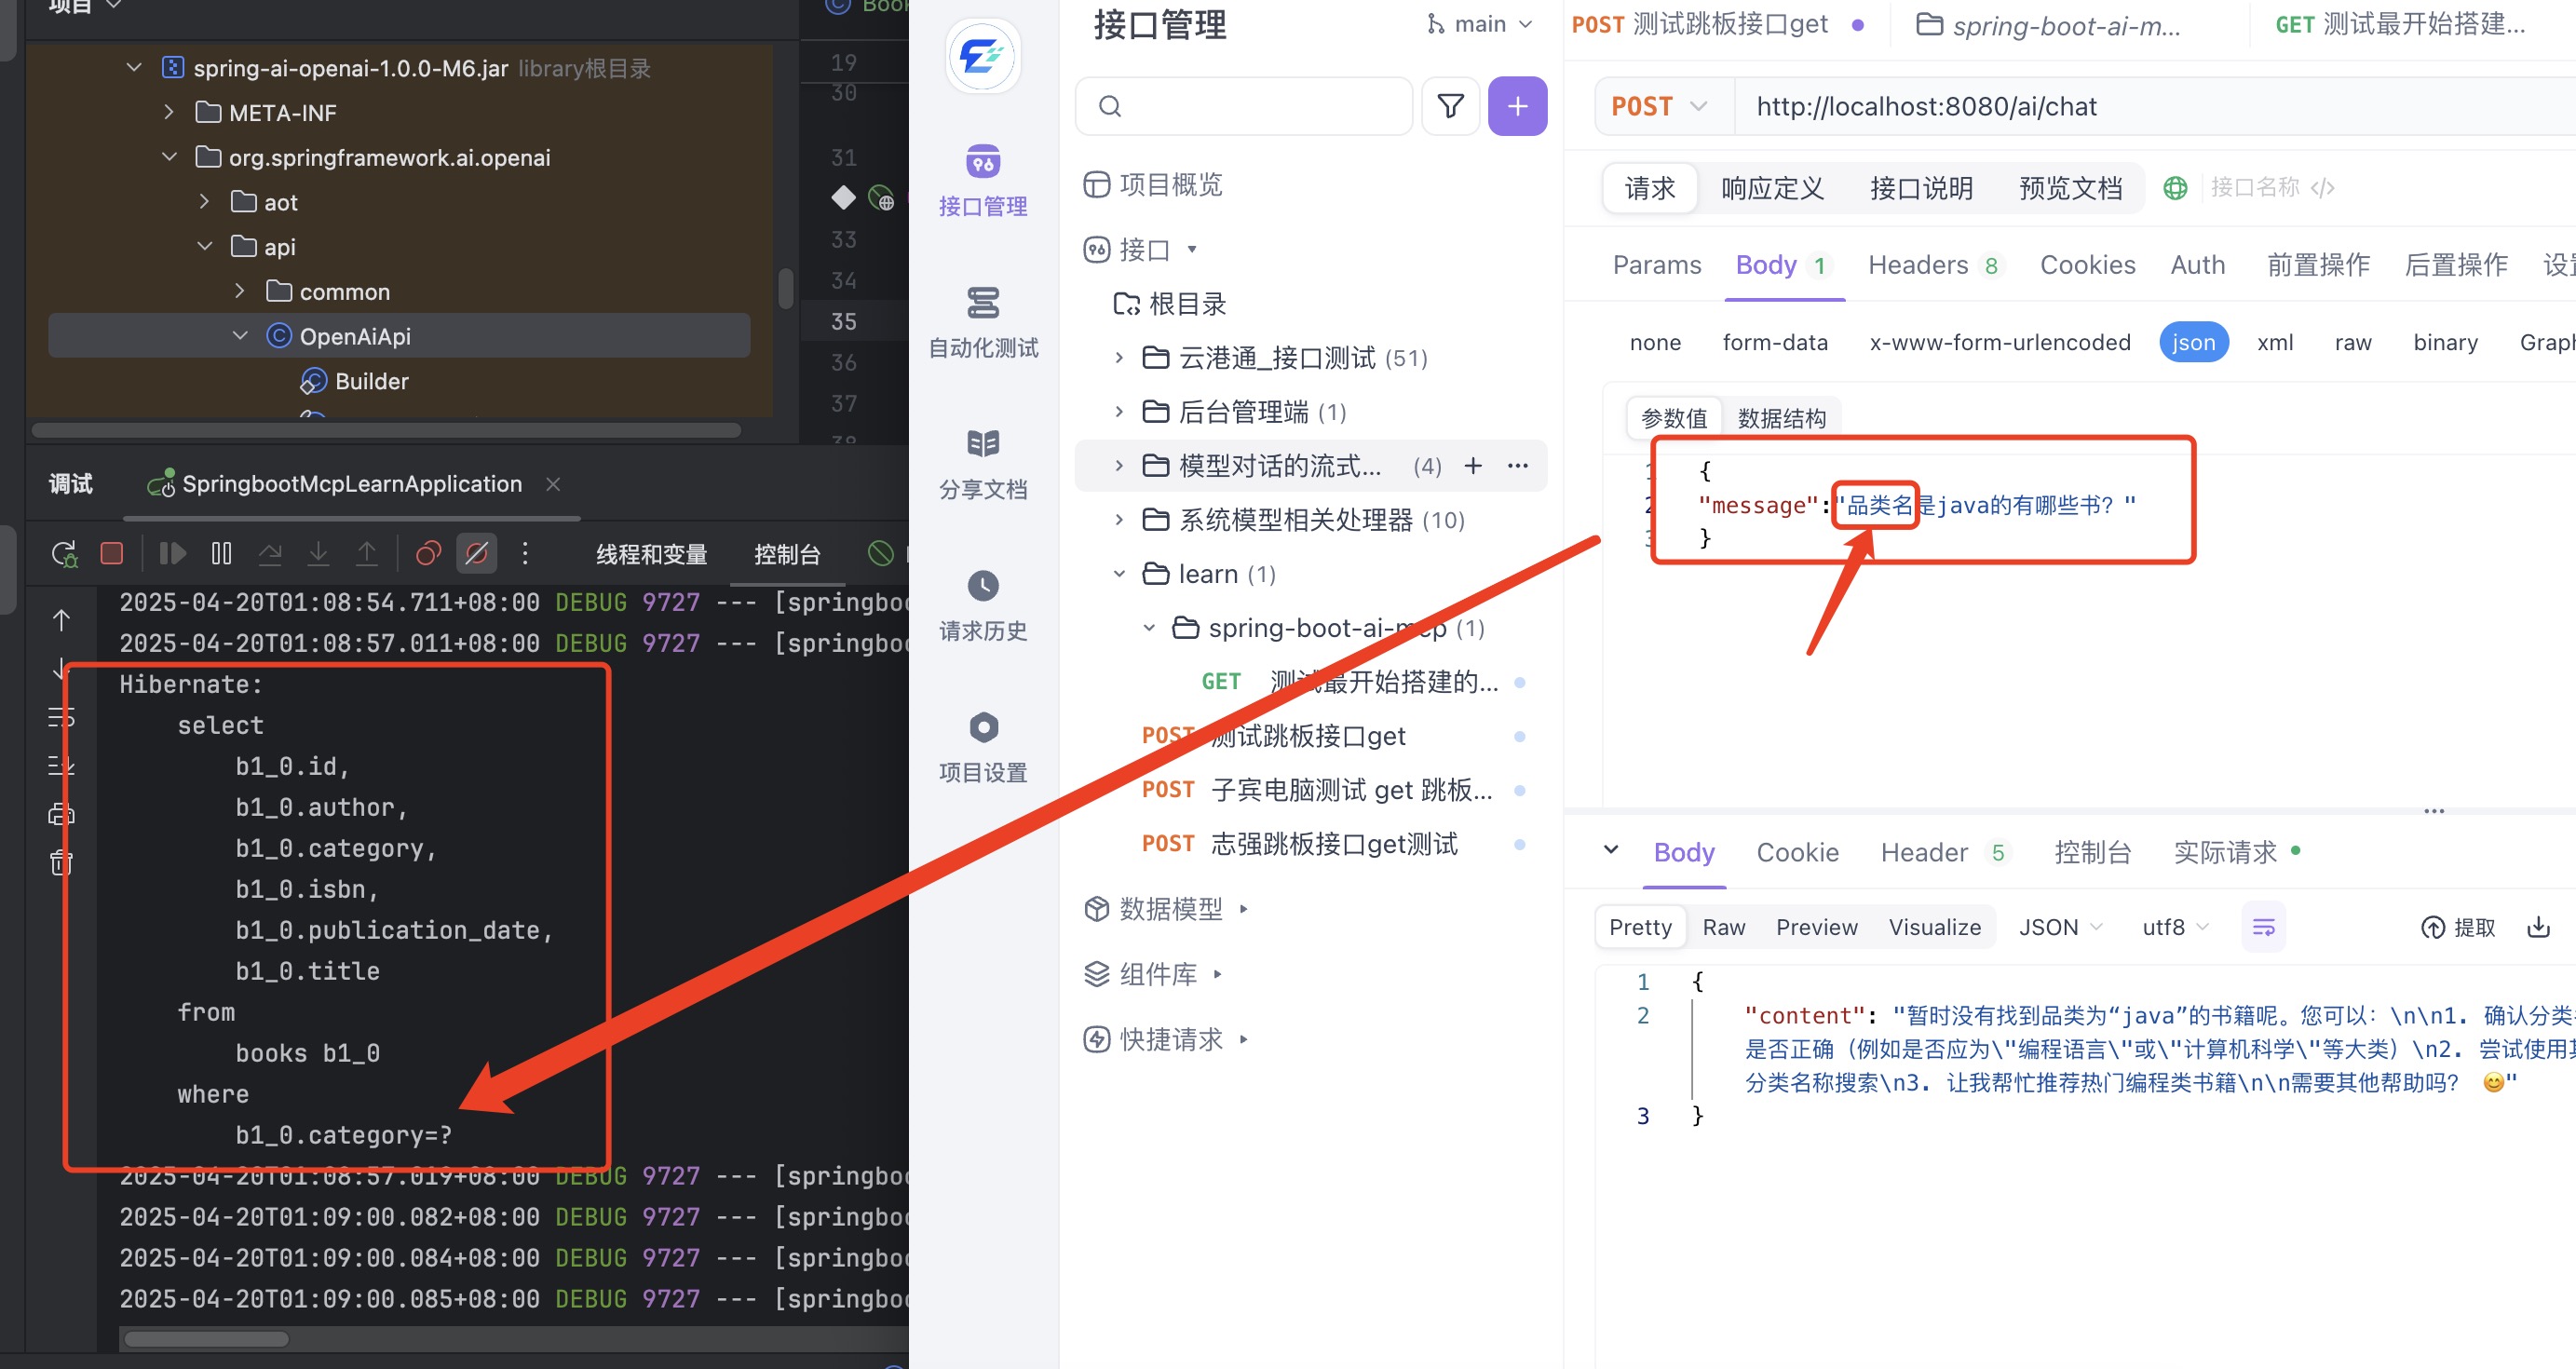 项目
spring-ai-openai-1.0.0-M6.jar library根目录
META-INF
org.springframework.ai.openai
aot
api
common
OpenAiApi
Builder
Book
19
30
31
33
34
35
36
37
38
调试
SpringbootMcpLearnApplication
线程和变量
控制台
2025-04-20T01:08:54.711+08:00 DEBUG 9727 --- [springboo
2025-04-20T01:08:57.011+08:00 DEBUG 9727 --- [springboo
Hibernate:
select
b1_0.id,
b1_0.author,
b1_0.category,
b1_0.isbn,
b1_0.publication_date,
b1_0.title
from
books b1_0
where
b1_0.category=?
2025-04-20T01:08:57.019+08:00 DEBUG 9727 --- [springboo
2025-04-20T01:09:00.082+08:00 DEBUG 9727 --- [springboo
2025-04-20T01:09:00.084+08:00 DEBUG 9727 --- [springboo
2025-04-20T01:09:00.085+08:00 DEBUG 9727 --- [springboo
接口管理
自动化测试
分享文档
请求历史
项目设置
接口管理
main
项目概览
接口
根目录
云港通_接口测试 (51)
后台管理端 (1)
模型对话的流式... (4)
系统模型相关处理器 (10)
learn (1)
spring-boot-ai-mcp (1)
GET 测试最开始搭建的...
POST 测试跳板接口get
POST 子宾电脑测试 get 跳板...
POST 志强跳板接口get测试
数据模型
组件库
快捷请求
POST 测试跳板接口get
spring-boot-ai-m...
GET 测试最开始搭建...
POST http://localhost:8080/ai/chat
请求 响应定义 接口说明 预览文档 接口名称
Params Body 1 Headers 8 Cookies Auth 前置操作 后置操作 设
none form-data x-www-form-urlencoded json xml raw binary Graph
参数值 数据结构
1 {
2 "message":"品类名是java的有哪些书？"
3 }
Body Cookie Header 5 控制台 实际请求
Pretty Raw Preview Visualize JSON utf8 提取
1 {
2 "content": "暂时没有找到品类为“java”的书籍呢。您可以：\n\n1. 确认分类
是否正确（例如是否应为\"编程语言\"或\"计算机科学\"等大类）\n2. 尝试使用其
分类名称搜索\n3. 让我帮忙推荐热门编程类书籍\n\n需要其他帮助吗？ 😊"
3 }